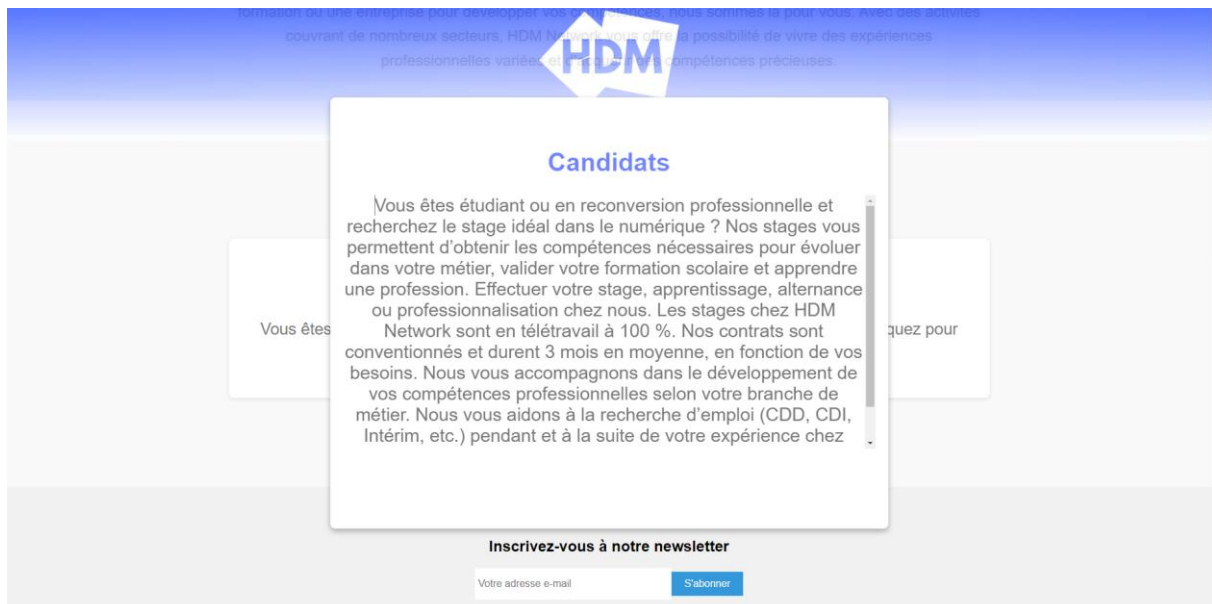 formation ou une entreprise pour développer vos compétences, nous sommes là pour vous. Avec des activités
couvrant de nombreux secteurs, HDM Network vous offre la possibilité de vivre des expériences
professionnelles variées et d'acquérir des compétences précieuses.
HDM
Candidats
Vous êtes étudiant ou en reconversion professionnelle et
recherchez le stage idéal dans le numérique ? Nos stages vous
permettent d'obtenir les compétences nécessaires pour évoluer
dans votre métier, valider votre formation scolaire et apprendre
une profession. Effectuer votre stage, apprentissage, alternance
ou professionnalisation chez nous. Les stages chez HDM
Network sont en télétravail à 100 %. Nos contrats sont
conventionnés et durent 3 mois en moyenne, en fonction de vos
besoins. Nous vous accompagnons dans le développement de
vos compétences professionnelles selon votre branche de
métier. Nous vous aidons à la recherche d'emploi (CDD, CDI,
Intérim, etc.) pendant et à la suite de votre expérience chez
Vous êtes
quez pour
Inscrivez-vous à notre newsletter
Votre adresse e-mail
S'abonner